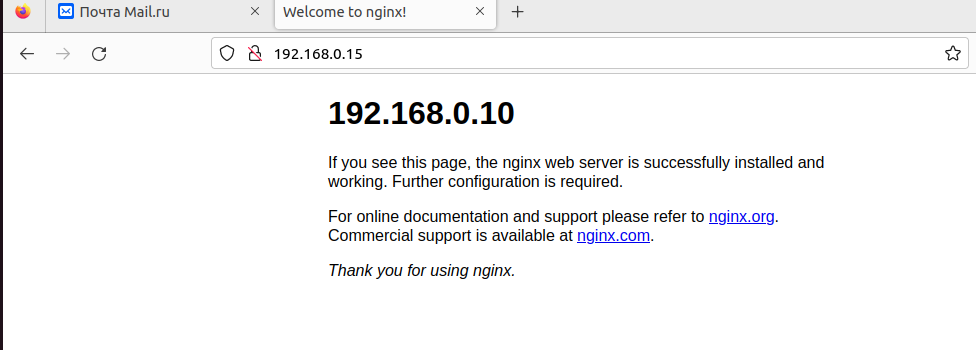 Почта Mail.ru
Welcome to nginx!
192.168.0.15
192.168.0.10
If you see this page, the nginx web server is successfully installed and
working. Further configuration is required.
For online documentation and support please refer to nginx.org.
Commercial support is available at nginx.com.
Thank you for using nginx.